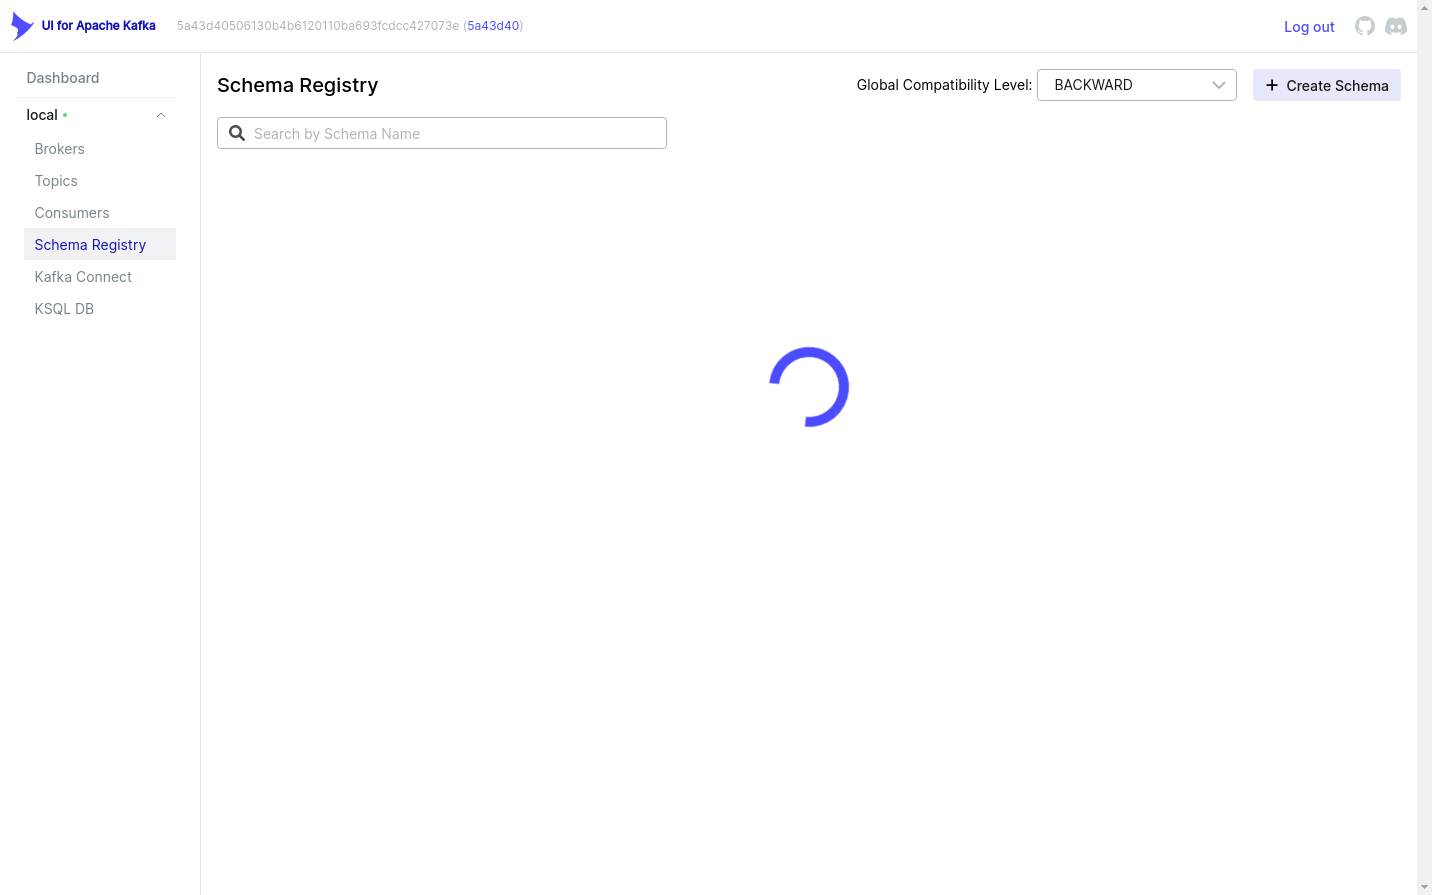 UI for Apache Kafka 5a43d40506130b4b6120110ba693fcdcc427073e (5a43d40) Log out
Dashboard
local
Brokers
Topics
Consumers
Schema Registry
Kafka Connect
KSQL DB
Schema Registry Global Compatibility Level: BACKWARD Create Schema
Search by Schema Name